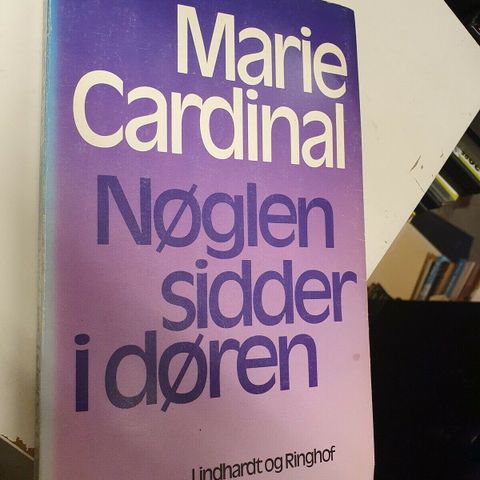 Marie
Cardinal
Nøglen
sidder
i døren
Lindhardt og Ringhof